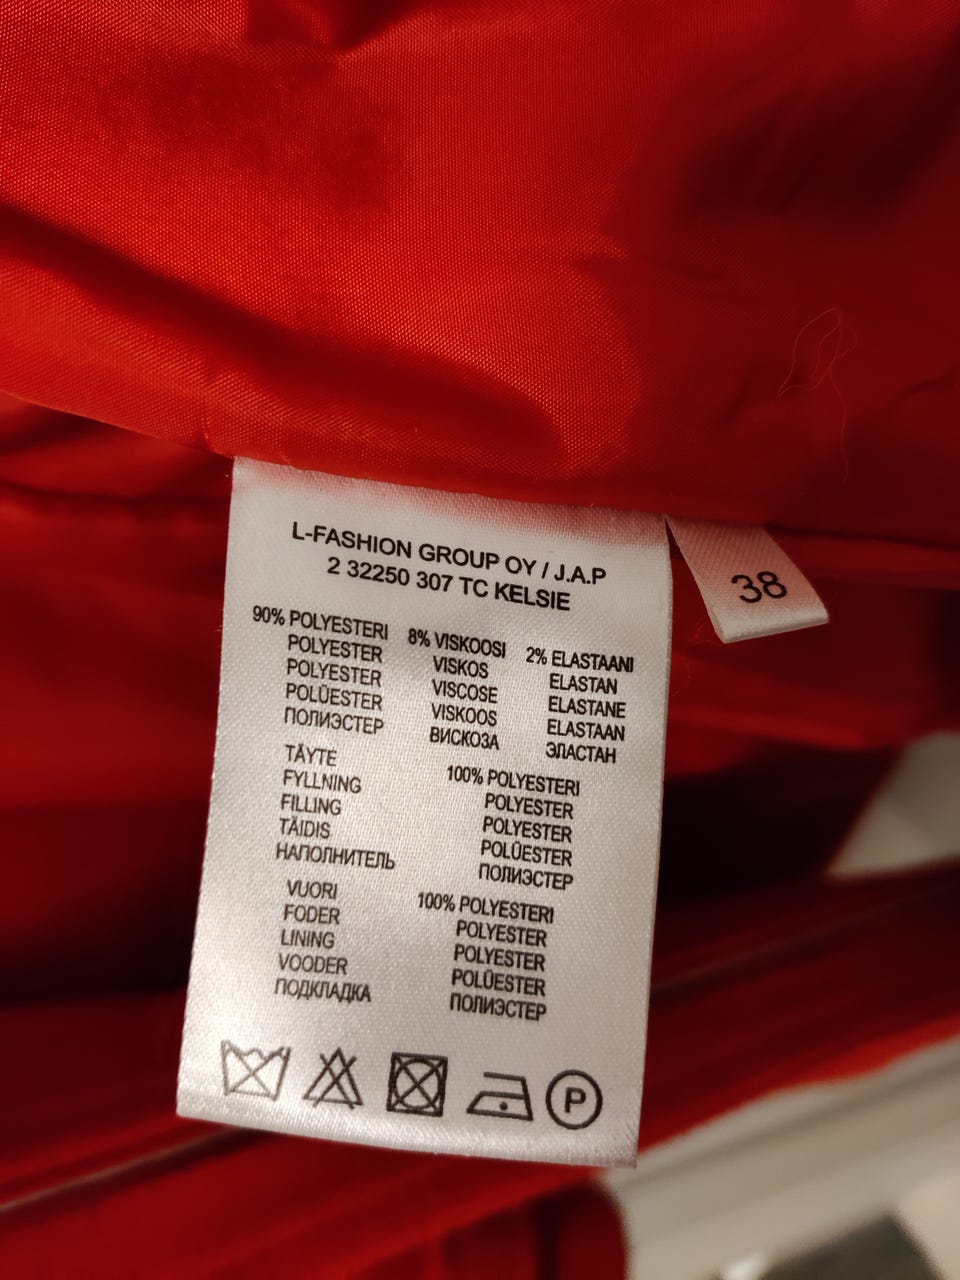 L-FASHION GROUP OY / J.A.P
2 32250 307 TC KELSIE
38
90% POLYESTERI 8% VISKOOSI 2% ELASTAANI
POLYESTER VISKOS ELASTAN
POLYESTER VISCOSE ELASTANE
POLÜESTER VISKOOS ELASTAAN
ПОЛИЭСТЕР ВИСКОЗА ЭЛАСТАН
TÄYTE 100% POLYESTERI
FYLLNING POLYESTER
FILLING POLYESTER
TÄIDIS POLÜESTER
НАПОЛНИТЕЛЬ ПОЛИЭСТЕР
VUORI 100% POLYESTERI
FODER POLYESTER
LINING POLYESTER
VOODER POLÜESTER
ПОДКЛАДКА ПОЛИЭСТЕР
P